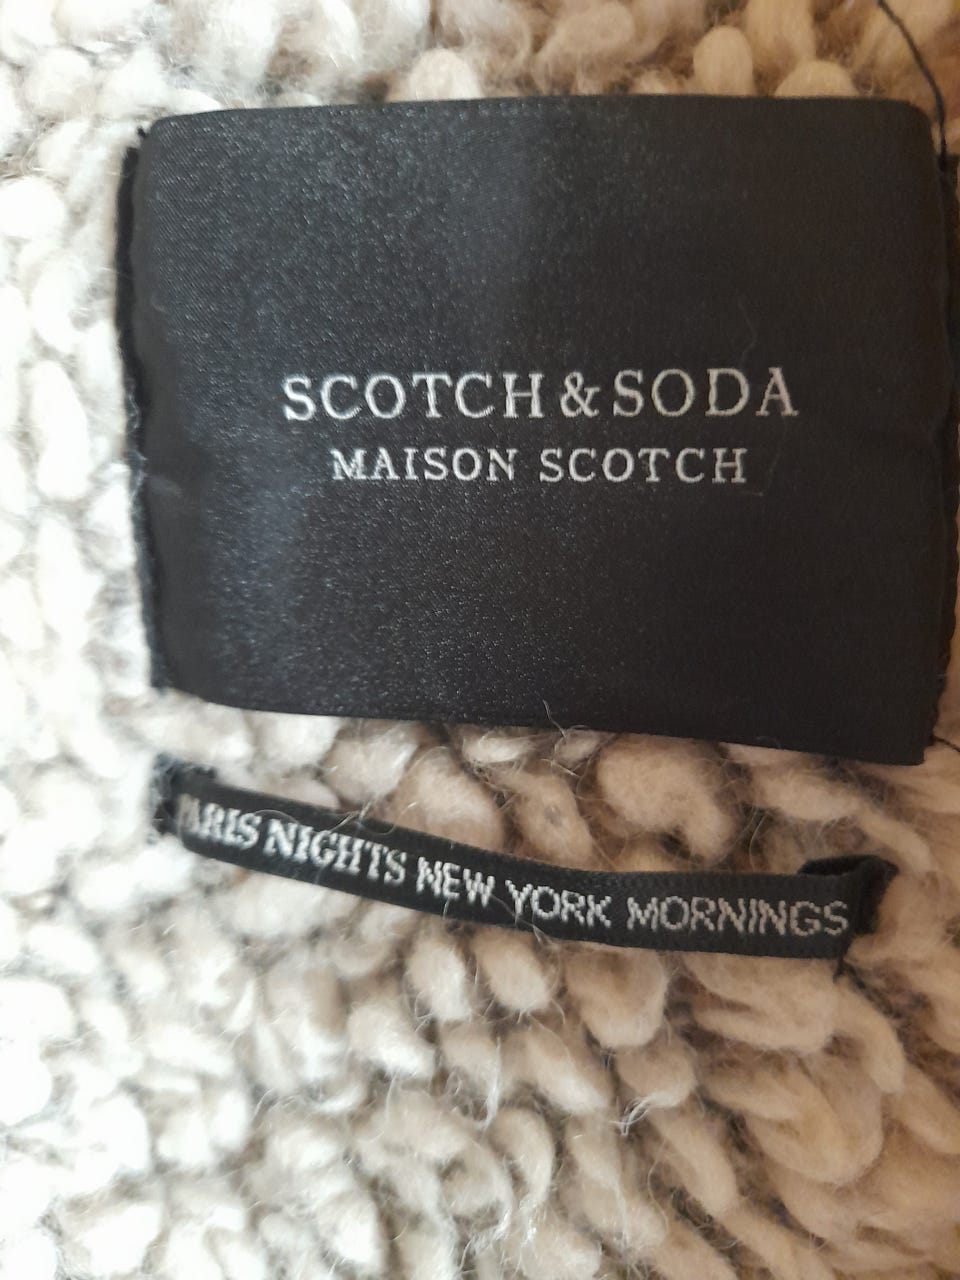 SCOTCH & SODA
MAISON SCOTCH
PARIS NIGHTS NEW YORK MORNINGS